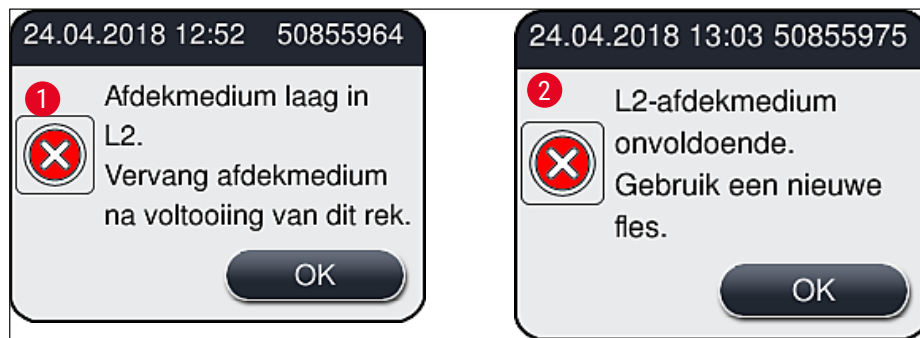 24.04.2018 12:52 50855964
1
Afdekmedium laag in
L2.
Vervang afdekmedium
na voltooiing van dit rek.
OK
24.04.2018 13:03 50855975
2
L2-afdekmedium
onvoldoende.
Gebruik een nieuwe
fles.
OK